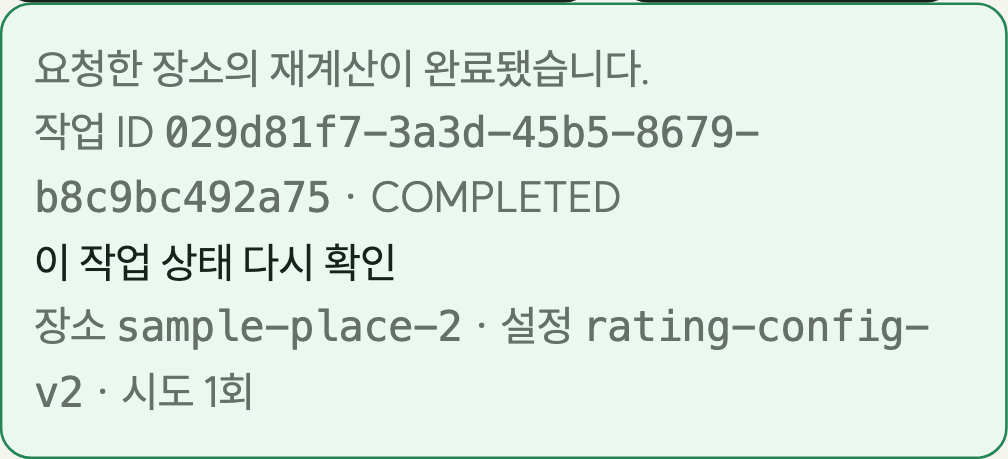 요청한 장소의 재계산이 완료됐습니다.
작업 ID 029d81f7-3a3d-45b5-8679-
b8c9bc492a75 · COMPLETED
이 작업 상태 다시 확인
장소 sample-place-2 · 설정 rating-config-
v2 · 시도 1회